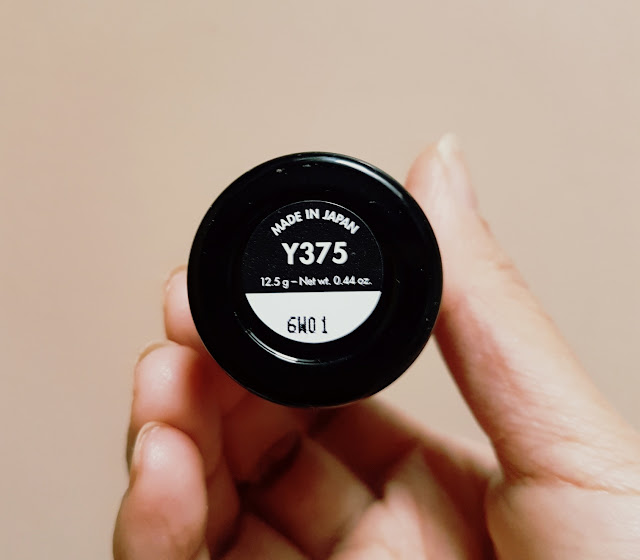 MADE IN JAPAN
Y375
12.5 g – Net wt. 0.44 oz.
6W01